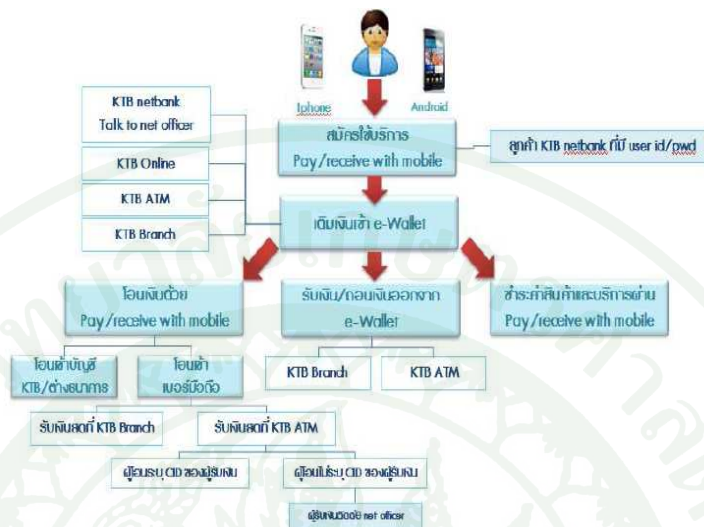 Iphone
Android
KTB netbank
Talk to net officer
สมัครใช้บริการ
Pay/receive with mobile
ลูกค้า KTB netbank ที่มี user id/pwd
KTB Online
KTB ATM
KTB Branch
เติมเงินเข้า e-Wallet
โอนเงินด้วย
Pay/receive with mobile
รับเงิน/ถอนเงินออกจาก
e-Wallet
ชำระค่าสินค้าและบริการผ่าน
Pay/receive with mobile
โอนเข้าบัญชี
KTB/ต่างธนาคาร
โอนเข้า
เบอร์มือถือ
KTB Branch
KTB ATM
รับเงินสดที่ KTB Branch
รับเงินสดที่ KTB ATM
ผู้โอนระบุ CID ของผู้รับเงิน
ผู้โอนไม่ระบุ CID ของผู้รับเงิน
ผู้รับเงินติดต่อ net officer